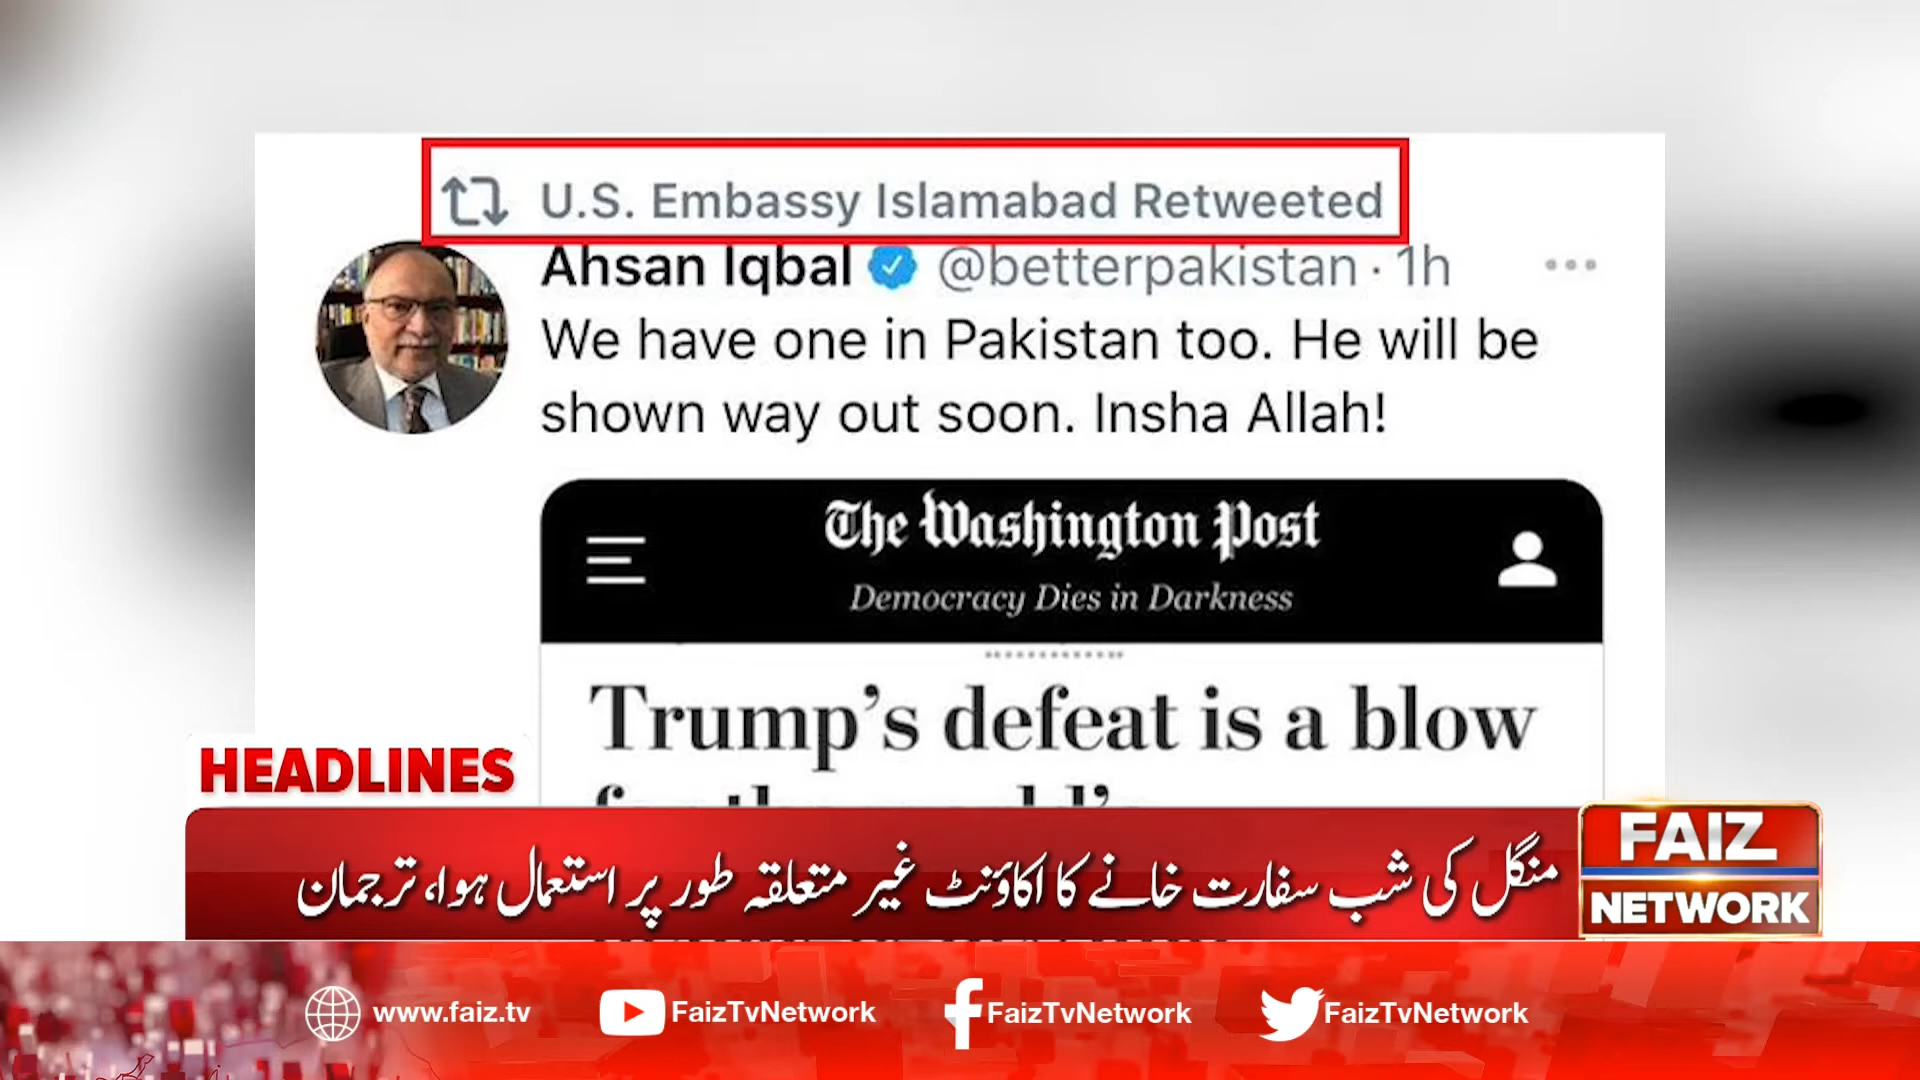 U.S. Embassy Islamabad Retweeted
Ahsan Iqbal @betterpakistan · 1h
We have one in Pakistan too. He will be
shown way out soon. Insha Allah!
The Washington Post
Democracy Dies in Darkness
Trump's defeat is a blow
HEADLINES
منگل کی شب سفارت خانے کا اکاؤنٹ غیر متعلقہ طور پر استعمال ہوا، ترجمان
FAIZ
NETWORK
www.faiz.tv
FaizTvNetwork
FaizTvNetwork
FaizTvNetwork